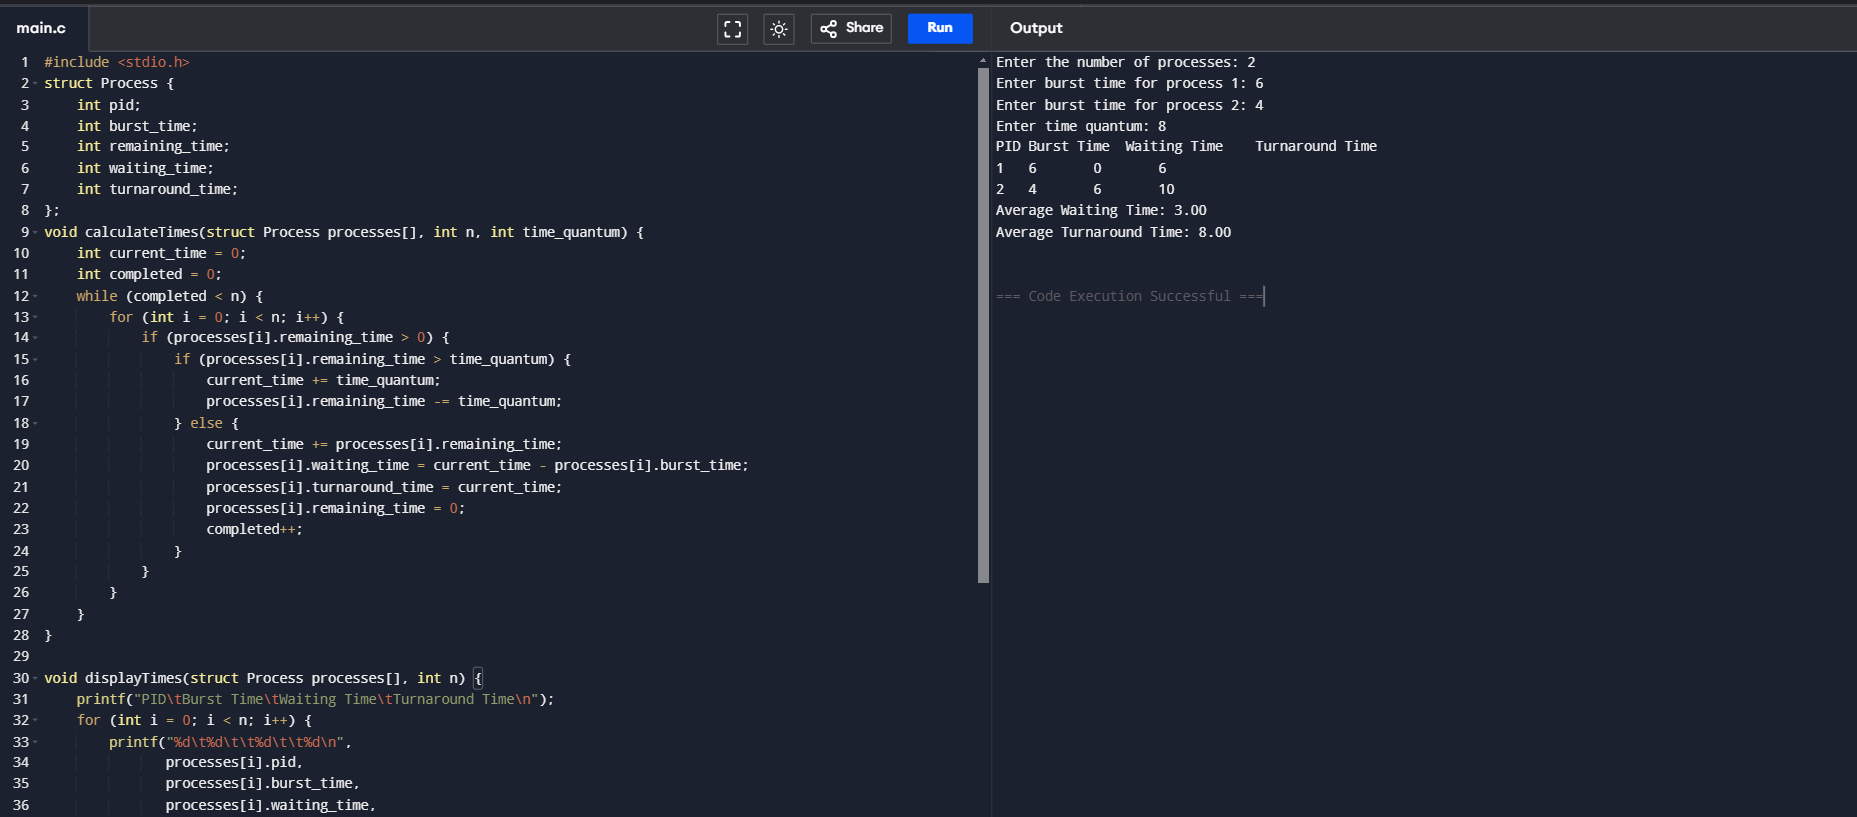 main.c
Share
Run
Output
1 #include <stdio.h>
2 struct Process {
3     int pid;
4     int burst_time;
5     int remaining_time;
6     int waiting_time;
7     int turnaround_time;
8 };
9 void calculateTimes(struct Process processes[], int n, int time_quantum) {
10     int current_time = 0;
11     int completed = 0;
12     while (completed < n) {
13         for (int i = 0; i < n; i++) {
14             if (processes[i].remaining_time > 0) {
15                 if (processes[i].remaining_time > time_quantum) {
16                     current_time += time_quantum;
17                     processes[i].remaining_time -= time_quantum;
18                 } else {
19                     current_time += processes[i].remaining_time;
20                     processes[i].waiting_time = current_time - processes[i].burst_time;
21                     processes[i].turnaround_time = current_time;
22                     processes[i].remaining_time = 0;
23                     completed++;
24                 }
25             }
26         }
27     }
28 }
29
30 void displayTimes(struct Process processes[], int n) {
31     printf("PID\tBurst Time\tWaiting Time\tTurnaround Time\n");
32     for (int i = 0; i < n; i++) {
33         printf("%d\t%d\t\t%d\t\t%d\n",
34                processes[i].pid,
35                processes[i].burst_time,
36                processes[i].waiting_time,
Enter the number of processes: 2
Enter burst time for process 1: 6
Enter burst time for process 2: 4
Enter time quantum: 8
PID Burst Time  Waiting Time    Turnaround Time
1   6       0       6
2   4       6       10
Average Waiting Time: 3.00
Average Turnaround Time: 8.00
=== Code Execution Successful ===